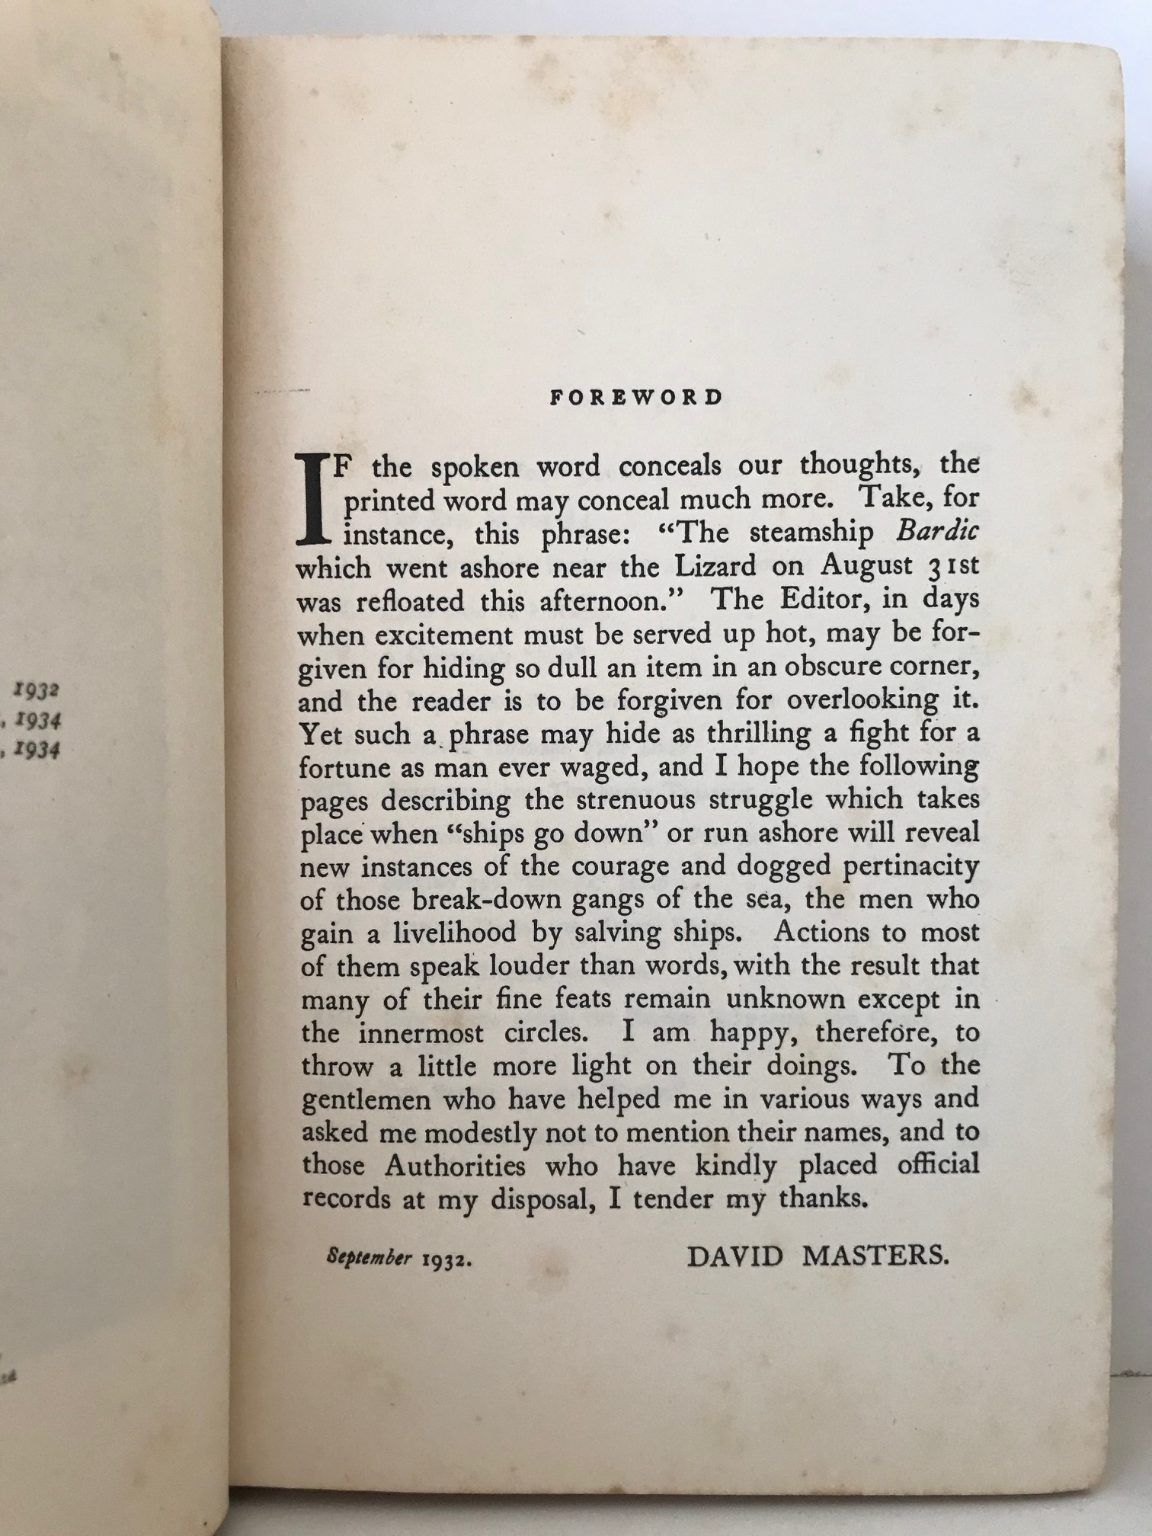 1932
, 1934
, 1934
FOREWORD
IF the spoken word conceals our thoughts, the
printed word may conceal much more. Take, for
instance, this phrase: “The steamship Bardic
which went ashore near the Lizard on August 31st
was refloated this afternoon.” The Editor, in days
when excitement must be served up hot, may be for-
given for hiding so dull an item in an obscure corner,
and the reader is to be forgiven for overlooking it.
Yet such a phrase may hide as thrilling a fight for a
fortune as man ever waged, and I hope the following
pages describing the strenuous struggle which takes
place when “ships go down” or run ashore will reveal
new instances of the courage and dogged pertinacity
of those break-down gangs of the sea, the men who
gain a livelihood by salving ships. Actions to most
of them speak louder than words, with the result that
many of their fine feats remain unknown except in
the innermost circles. I am happy, therefore, to
throw a little more light on their doings. To the
gentlemen who have helped me in various ways and
asked me modestly not to mention their names, and to
those Authorities who have kindly placed official
records at my disposal, I tender my thanks.
September 1932. DAVID MASTERS.